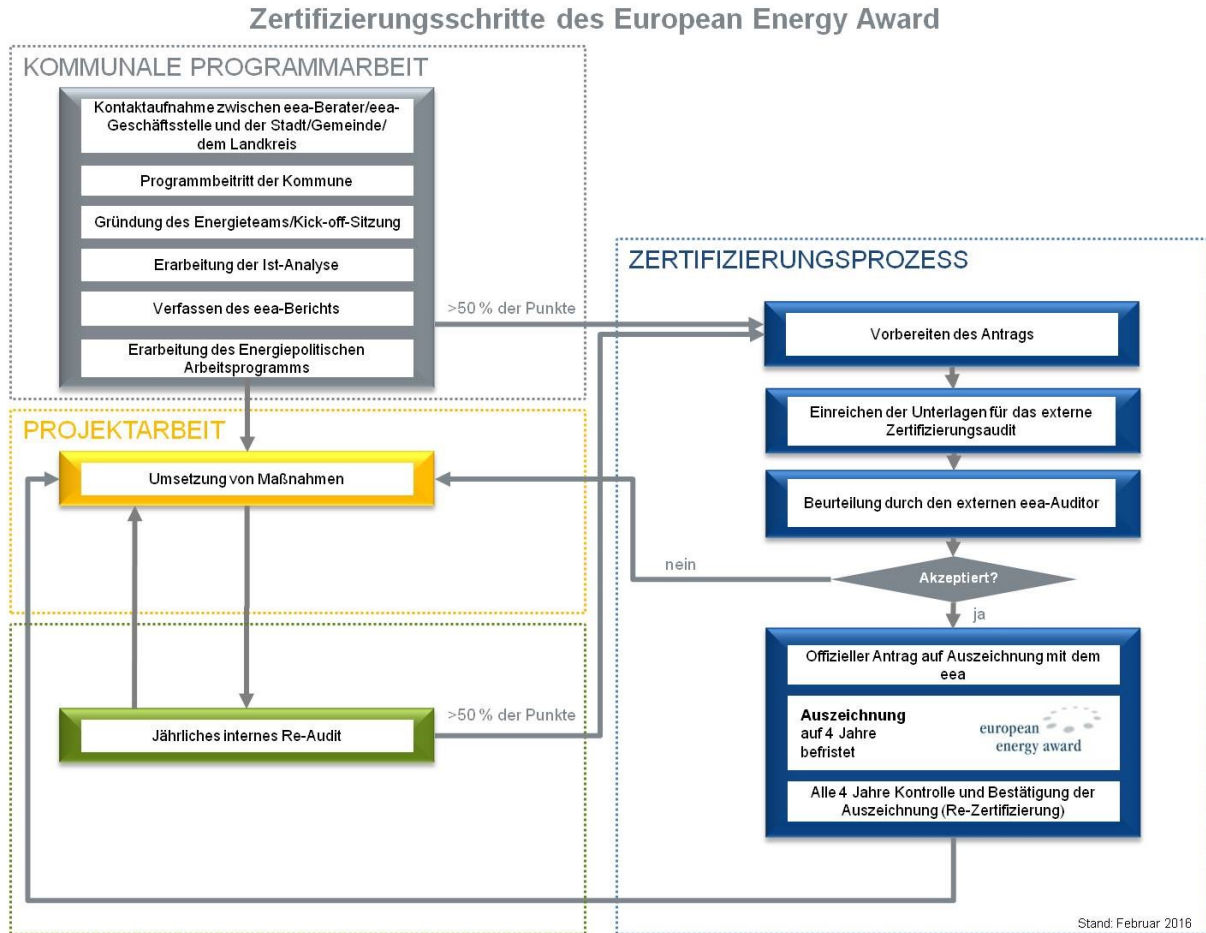 Zertifizierungsschritte des European Energy Award
KOMMUNALE PROGRAMMARBEIT
Kontaktaufnahme zwischen eea-Berater/eea-
Geschäftsstelle und der Stadt/Gemeinde/
dem Landkreis
Programmbeitritt der Kommune
Gründung des Energieteams/Kick-off-Sitzung
Erarbeitung der Ist-Analyse
Verfassen des eea-Berichts
Erarbeitung des Energiepolitischen
Arbeitsprogramms
>50 % der Punkte
PROJEKTARBEIT
Umsetzung von Maßnahmen
Jährliches internes Re-Audit
>50 % der Punkte
ZERTIFIZIERUNGSPROZESS
Vorbereiten des Antrags
Einreichen der Unterlagen für das externe
Zertifizierungsaudit
Beurteilung durch den externen eea-Auditor
Akzeptiert?
nein
ja
Offizieller Antrag auf Auszeichnung mit dem
eea
Auszeichnung
auf 4 Jahre
befristet
european
energy award
Alle 4 Jahre Kontrolle und Bestätigung der
Auszeichnung (Re-Zertifizierung)
Stand: Februar 2016